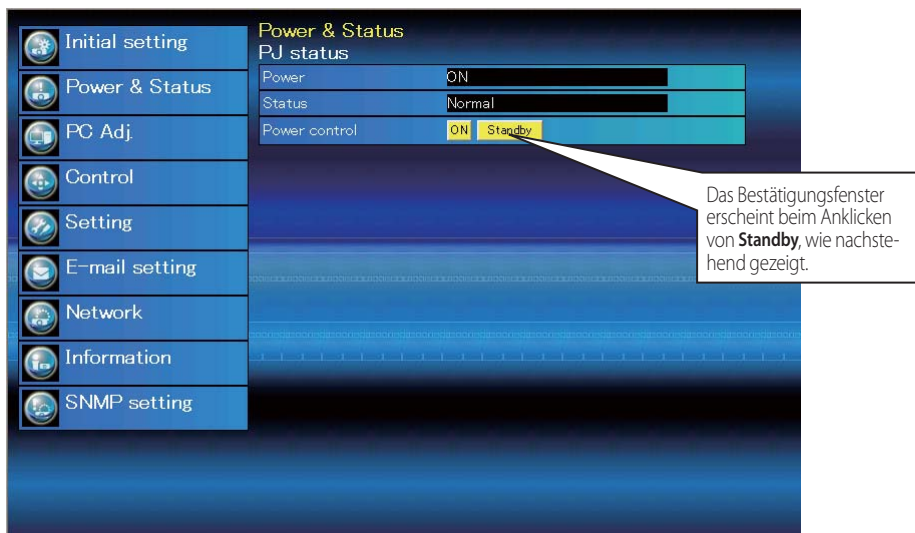 Initial setting
Power & Status
PC Adj.
Control
Setting
E-mail setting
Network
Information
SNMP setting
Power & Status
PJ status
Power ON
Status Normal
Power control ON Standby
Das Bestätigungsfenster
erscheint beim Anklicken
von Standby, wie nachste-
hend gezeigt.